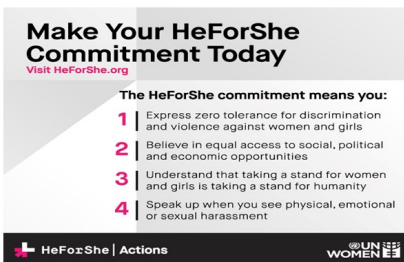 Make Your HeForShe
Commitment Today
Visit HeForShe.org
The HeForShe commitment means you:
1 Express zero tolerance for discrimination
and violence against women and girls
2 Believe in equal access to social, political
and economic opportunities
3 Understand that taking a stand for women
and girls is taking a stand for humanity
4 Speak up when you see physical, emotional
or sexual harassment
HeForShe | Actions
UN
WOMEN